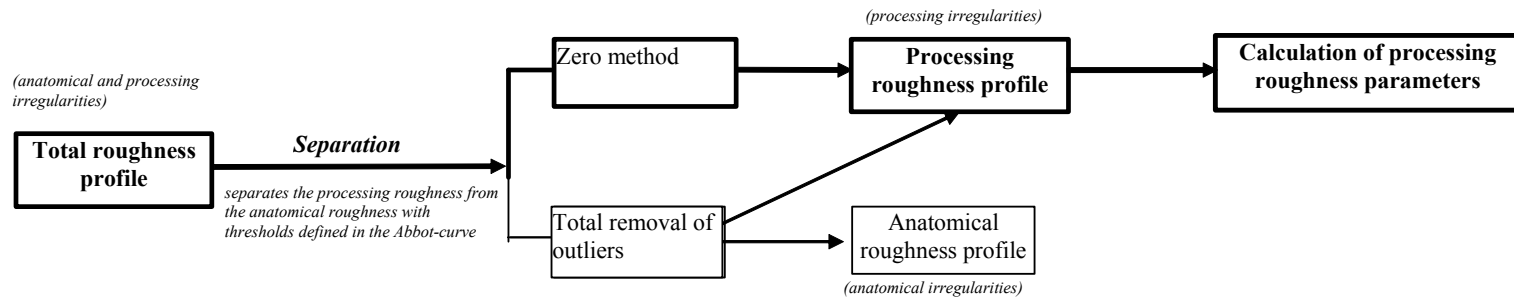 (anatomical and processing
irregularities)
Total roughness
profile
Separation
separates the processing roughness from
the anatomical roughness with
thresholds defined in the Abbot-curve
Zero method
Total removal of
outliers
(processing irregularities)
Processing
roughness profile
Anatomical
roughness profile
(anatomical irregularities)
Calculation of processing
roughness parameters